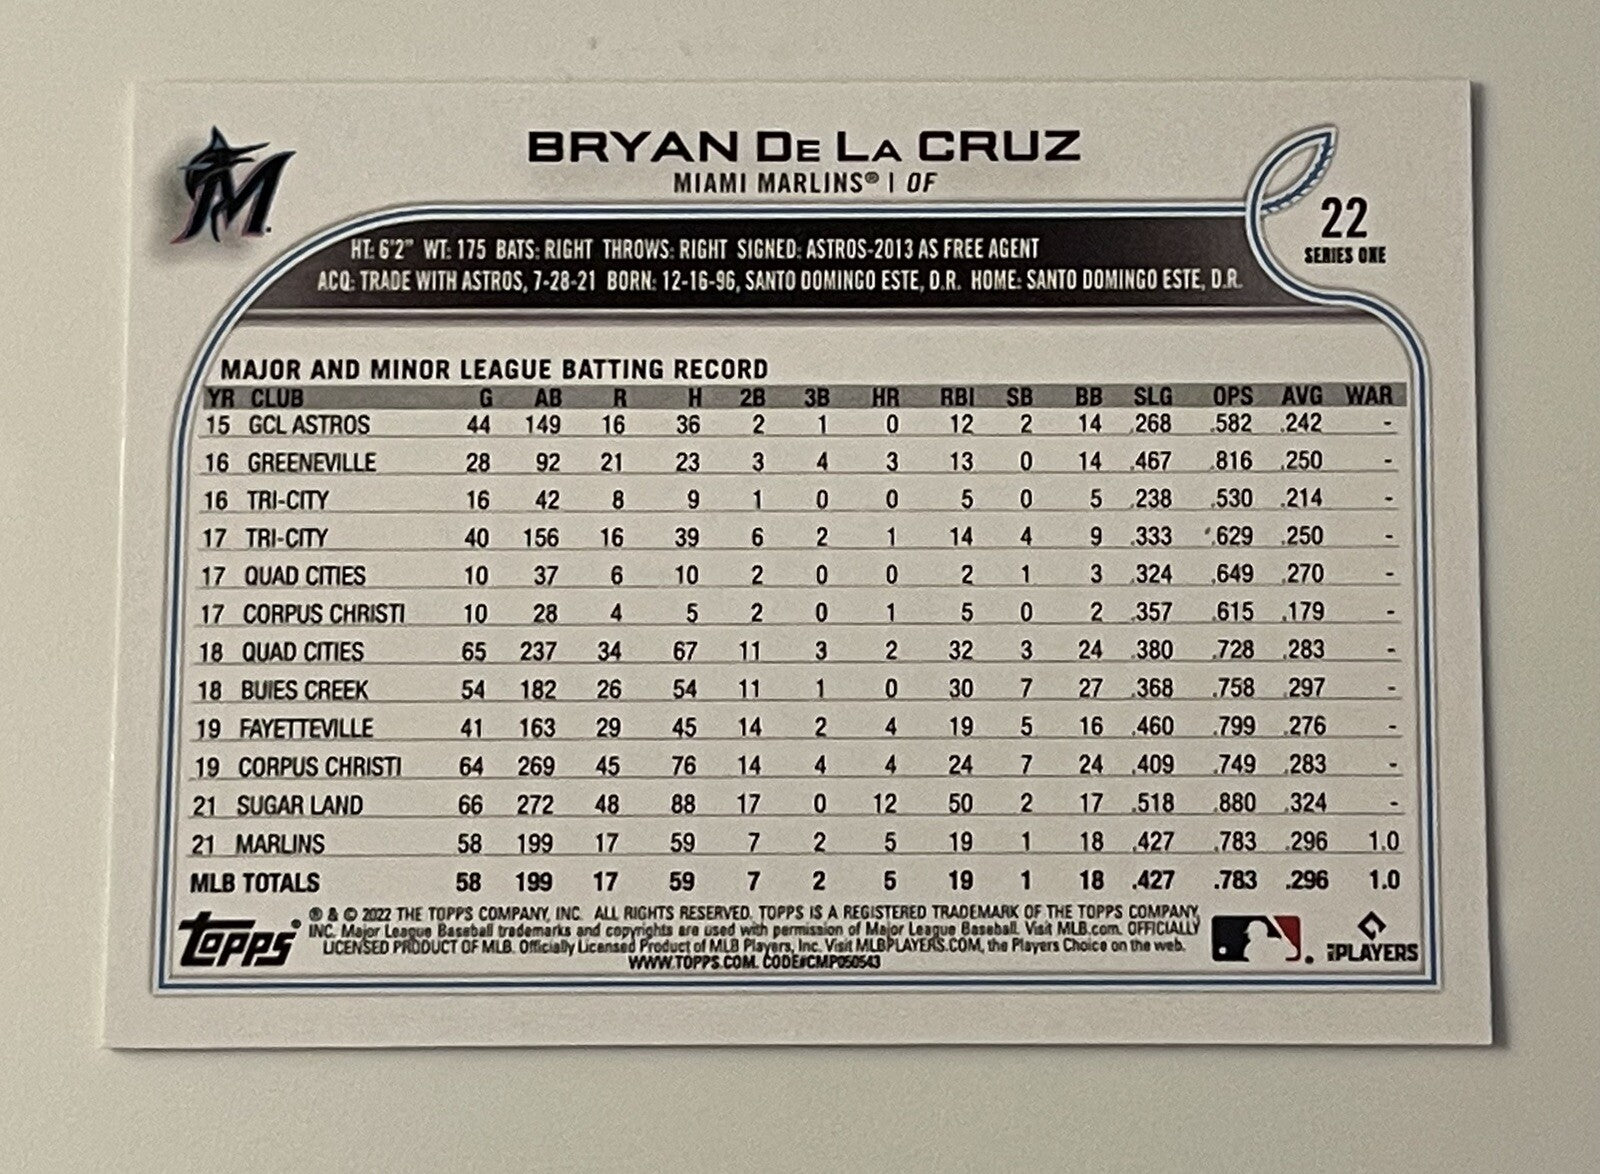 BRYAN De La CRUZ
MIAMI MARLINS® | OF
22
SERIES ONE
HT: 6'2" WT: 175 BATS: RIGHT THROWS: RIGHT SIGNED: ASTROS-2013 AS FREE AGENT
ACQ: TRADE WITH ASTROS, 7-28-21 BORN: 12-16-96, SANTO DOMINGO ESTE, D.R. HOME: SANTO DOMINGO ESTE, D.R.
MAJOR AND MINOR LEAGUE BATTING RECORD
YR CLUB G AB R H 2B 3B HR RBI SB BB SLG OPS AVG WAR
15 GCL ASTROS 44 149 16 36 2 1 0 12 2 14 .268 .582 .242 -
16 GREENEVILLE 28 92 21 23 3 4 3 13 0 14 .467 .816 .250 -
16 TRI-CITY 16 42 8 9 1 0 0 5 0 5 .238 .530 .214 -
17 TRI-CITY 40 156 16 39 6 2 1 14 4 9 .333 .629 .250 -
17 QUAD CITIES 10 37 6 10 2 0 0 2 1 3 .324 .649 .270 -
17 CORPUS CHRISTI 10 28 4 5 2 0 1 5 0 2 .357 .615 .179 -
18 QUAD CITIES 65 237 34 67 11 3 2 32 3 24 .380 .728 .283 -
18 BUIES CREEK 54 182 26 54 11 1 0 30 7 27 .368 .758 .297 -
19 FAYETTEVILLE 41 163 29 45 14 2 4 19 5 16 .460 .799 .276 -
19 CORPUS CHRISTI 64 269 45 76 14 4 4 24 7 24 .409 .749 .283 -
21 SUGAR LAND 66 272 48 88 17 0 12 50 2 17 .518 .880 .324 -
21 MARLINS 58 199 17 59 7 2 5 19 1 18 .427 .783 .296 1.0
MLB TOTALS 58 199 17 59 7 2 5 19 1 18 .427 .783 .296 1.0
topps
® & © 2022 THE TOPPS COMPANY, INC. ALL RIGHTS RESERVED. TOPPS IS A REGISTERED TRADEMARK OF THE TOPPS COMPANY,
INC. Major League Baseball trademarks and copyrights are used with permission of Major League Baseball. Visit MLB.com. OFFICIALLY
LICENSED PRODUCT OF MLB. Officially Licensed Product of MLB Players, Inc. Visit MLBPLAYERS.COM, the Players Choice on the web.
WWW.TOPPS.COM. CODE#CMP050543
MLBPLAYERS